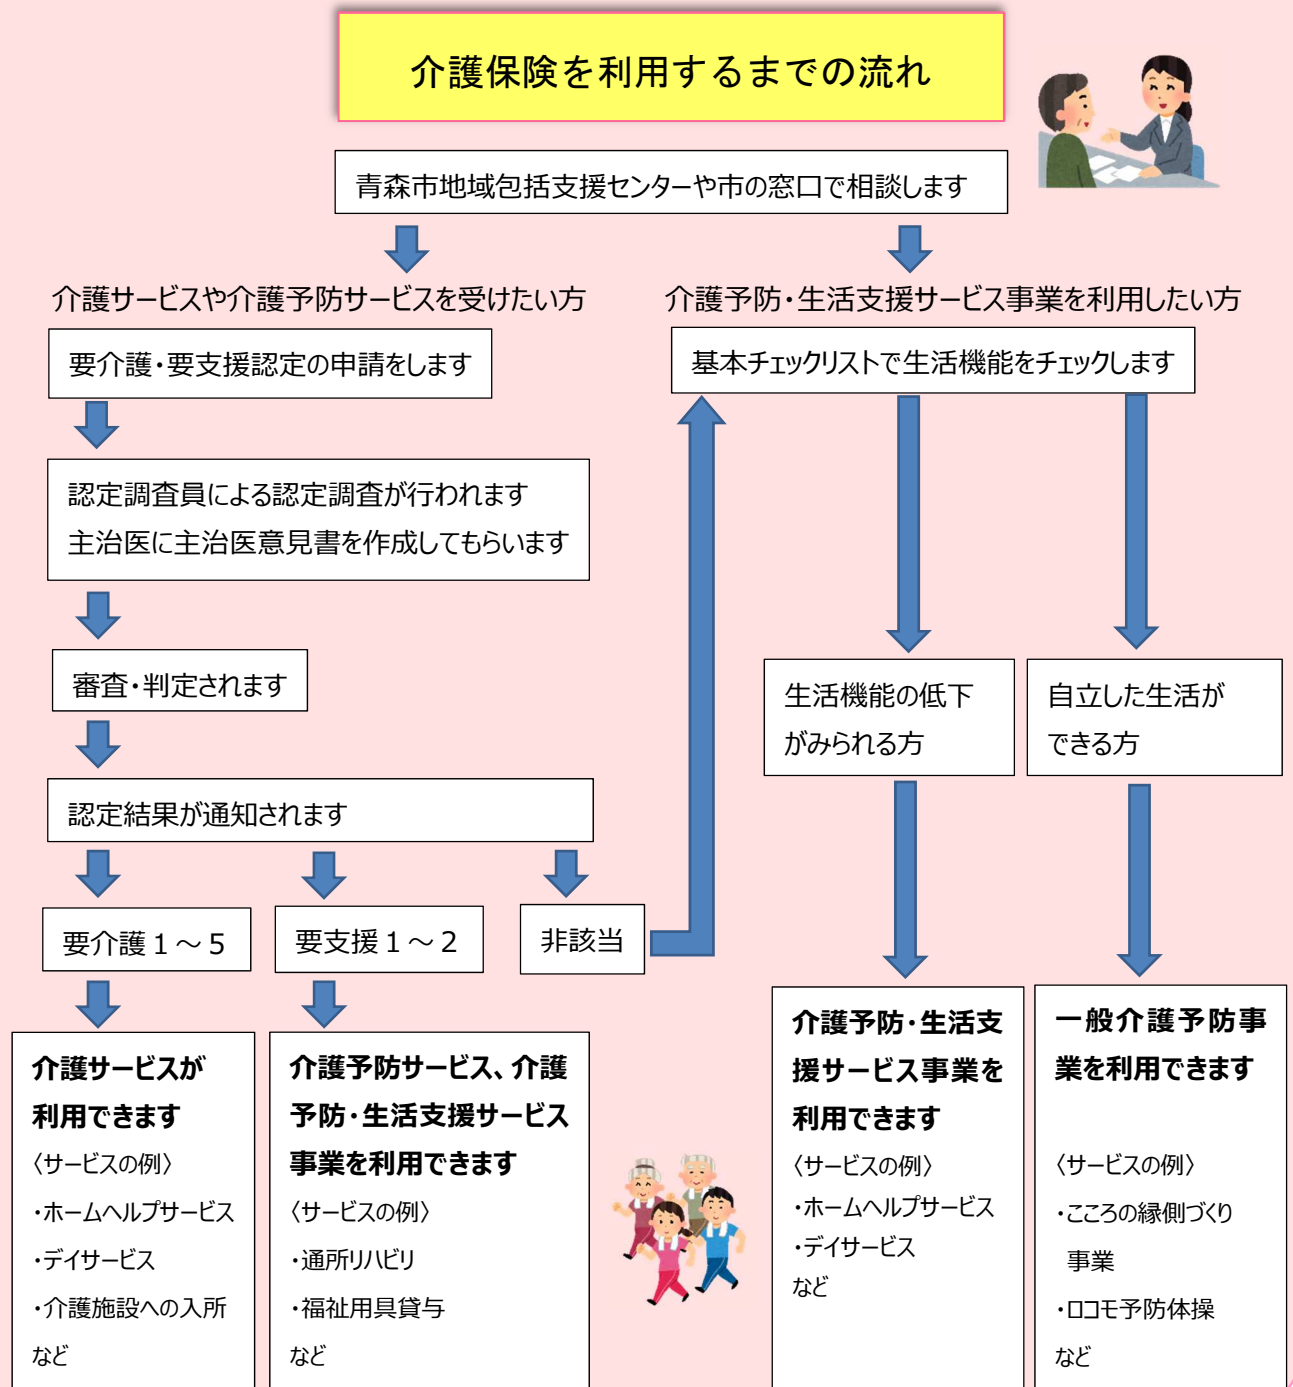 介護保険を利用するまでの流れ
青森市地域包括支援センターや市の窓口で相談します
介護サービスや介護予防サービスを受けたい方
要介護・要支援認定の申請をします
認定調査員による認定調査が行われます
主治医に主治医意見書を作成してもらいます
審査・判定されます
認定結果が通知されます
要介護１～５
要支援１～２
非該当
介護サービスが
利用できます
〈サービスの例〉
・ホームヘルプサービス
・デイサービス
・介護施設への入所
など
介護予防サービス、介護
予防・生活支援サービス
事業を利用できます
〈サービスの例〉
・通所リハビリ
・福祉用具貸与
など
介護予防・生活支援サービス事業を利用したい方
基本チェックリストで生活機能をチェックします
生活機能の低下
がみられる方
自立した生活が
できる方
介護予防・生活支
援サービス事業を
利用できます
〈サービスの例〉
・ホームヘルプサービス
・デイサービス
など
一般介護予防事
業を利用できます
〈サービスの例〉
・こころの縁側づくり
事業
・ロコモ予防体操
など